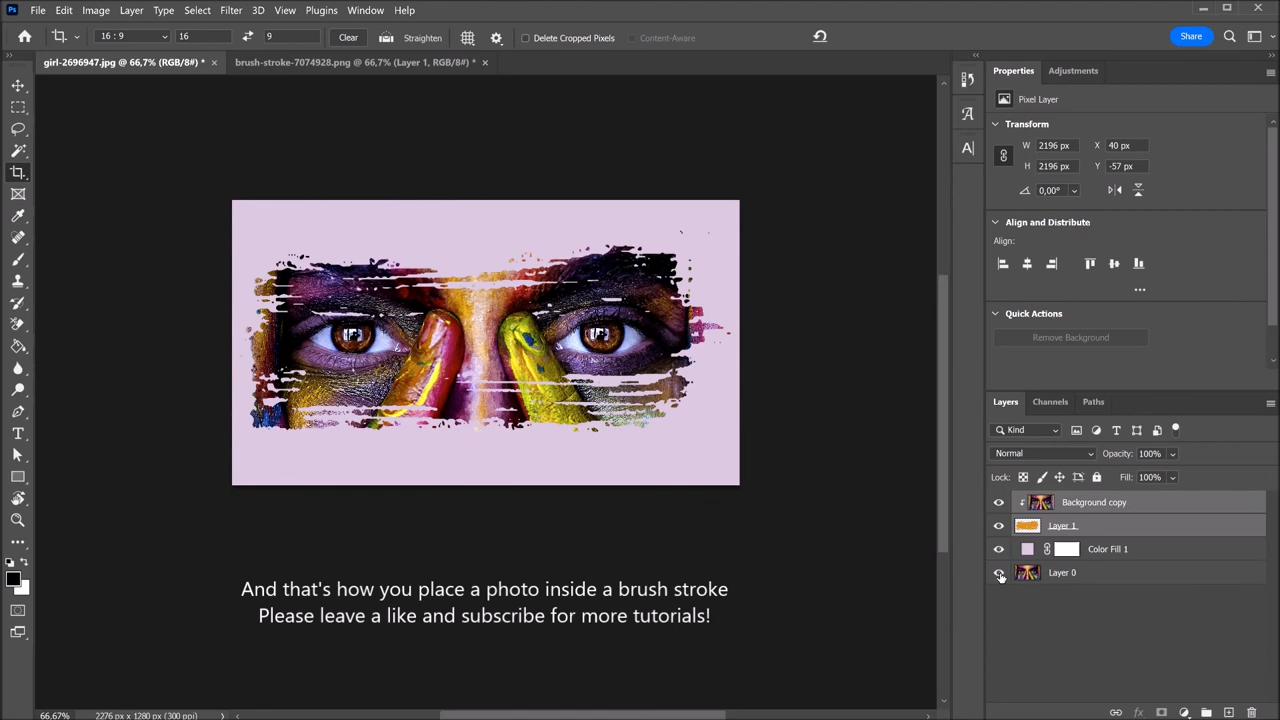 Ps File Edit Image Layer Type Select Filter 3D View Plugins Window Help
16 : 9 16 9 Clear Straighten Delete Cropped Pixels Content-Aware Share
girl-2696947.jpg @ 66,7% (RGB/8#) * × brush-stroke-7074928.png @ 66,7% (Layer 1, RGB/8#) * ×
Properties Adjustments
Pixel Layer
Transform
W 2196 px X 40 px
H 2196 px Y -57 px
0,00°
Align and Distribute
Align:
Quick Actions
Remove Background
Layers Channels Paths
Kind
Normal Opacity: 100%
Lock: Fill: 100%
Background copy
Layer 1
Color Fill 1
Layer 0
And that's how you place a photo inside a brush stroke
Please leave a like and subscribe for more tutorials!
66,67% 2276 px x 1280 px (300 ppi)